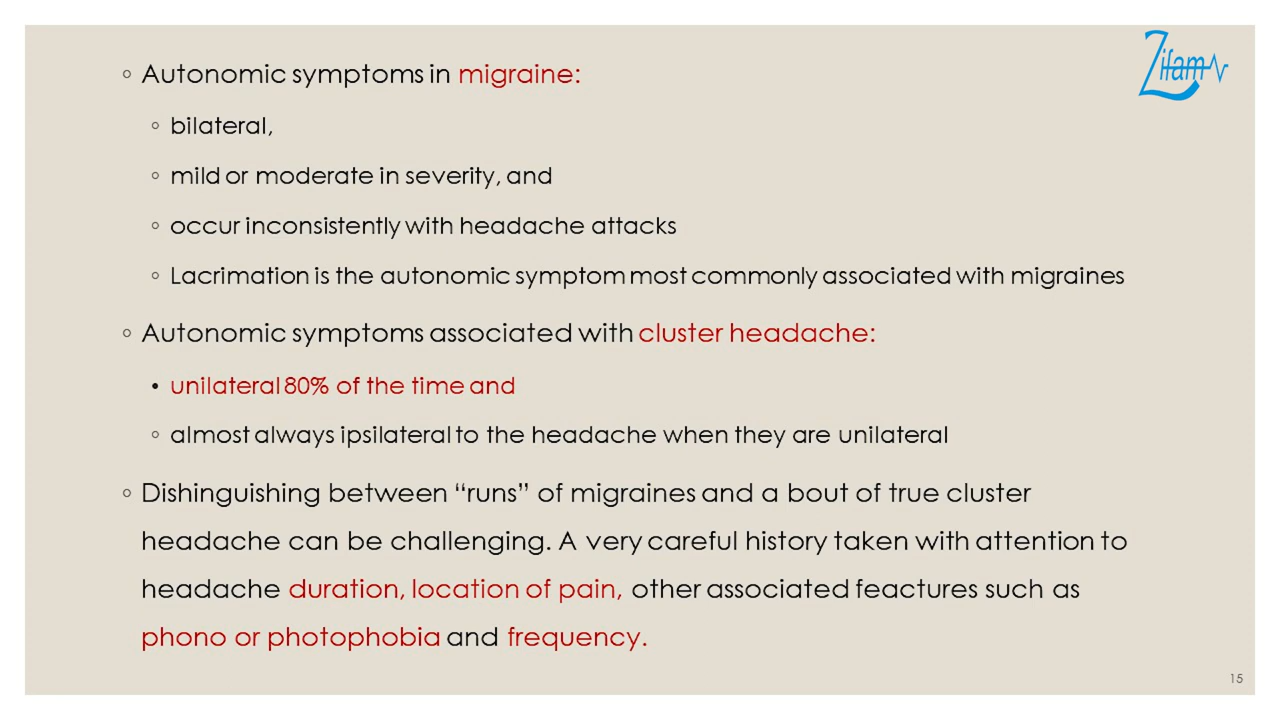 Zifam
◦ Autonomic symptoms in migraine:
◦ bilateral,
◦ mild or moderate in severity, and
◦ occur inconsistently with headache attacks
◦ Lacrimation is the autonomic symptom most commonly associated with migraines
◦ Autonomic symptoms associated with cluster headache:
• unilateral 80% of the time and
◦ almost always ipsilateral to the headache when they are unilateral
◦ Dishinguishing between “runs” of migraines and a bout of true cluster
headache can be challenging. A very careful history taken with attention to
headache duration, location of pain, other associated feactures such as
phono or photophobia and frequency.
15